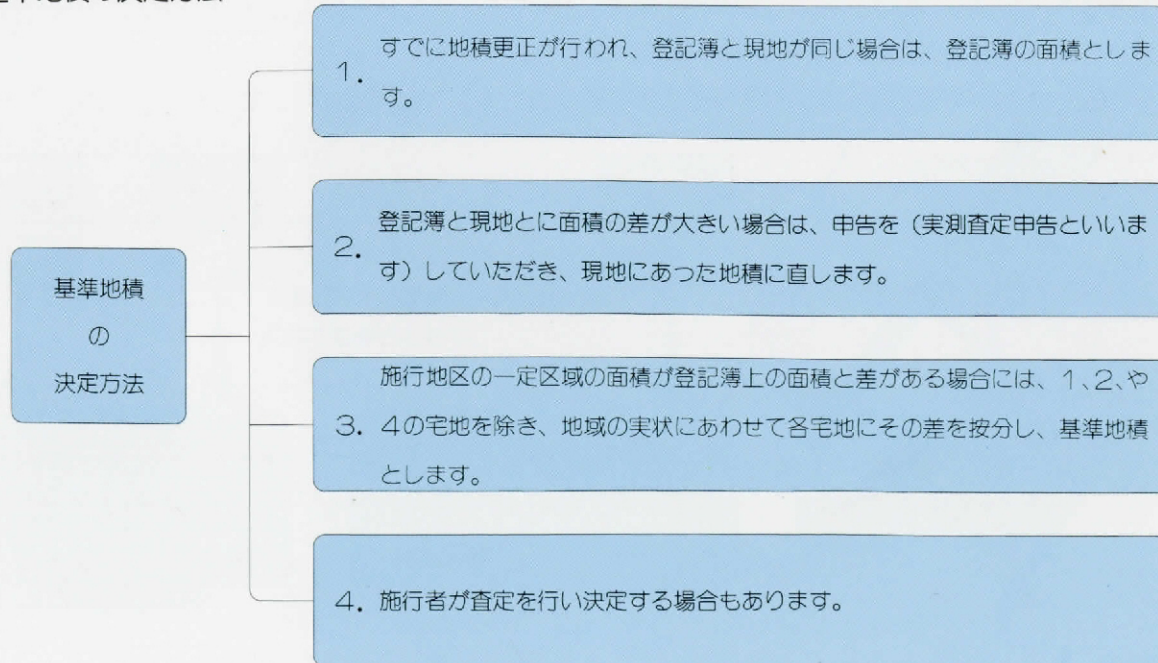 すでに地積更正が行われ、登記簿と現地が同じ場合は、登記簿の面積としま
1.
す。
登記簿と現地とに面積の差が大きい場合は、申告を（実測査定申告といいま
2.
す）していただき、現地にあった地積に直します。
基準地積
の
決定方法
施行地区の一定区域の面積が登記簿上の面積と差がある場合には、1、2、や
3. 4の宅地を除き、地域の実状にあわせて各宅地にその差を按分し、基準地積
とします。
4. 施行者が査定を行い決定する場合もあります。